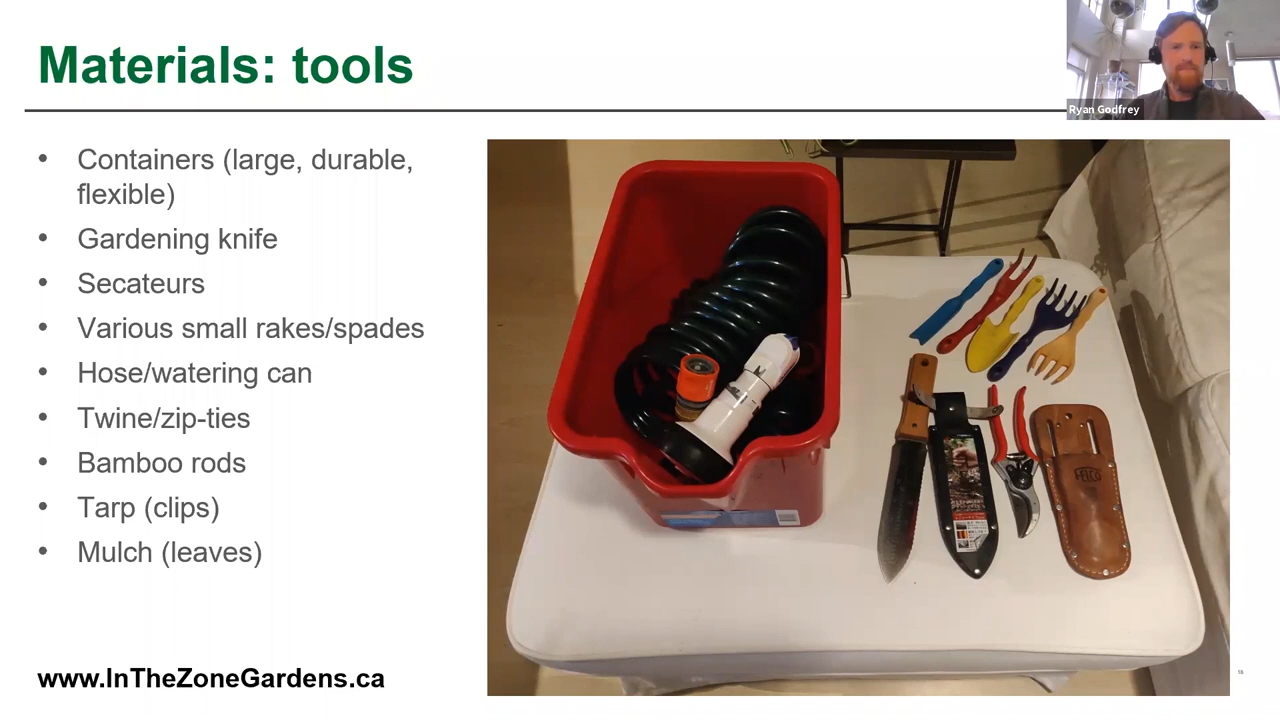 Materials: tools
Ryan Godfrey
• Containers (large, durable,
flexible)
• Gardening knife
• Secateurs
• Various small rakes/spades
• Hose/watering can
• Twine/zip-ties
• Bamboo rods
• Tarp (clips)
• Mulch (leaves)
FELCO
www.InTheZoneGardens.ca